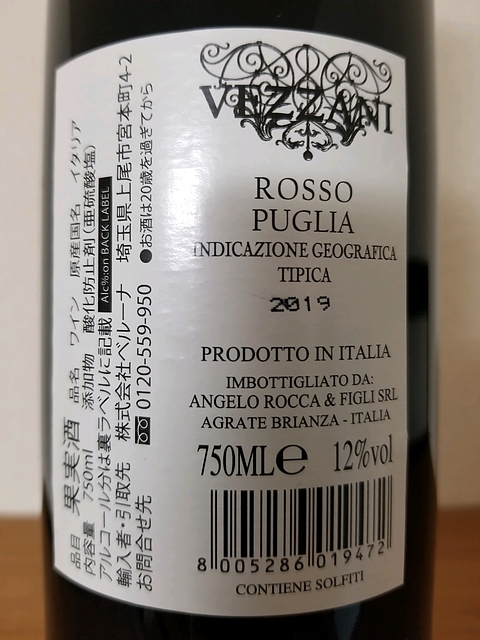 VEZZANI
ROSSO
PUGLIA
INDICAZIONE GEOGRAFICA
TIPICA
2019
PRODOTTO IN ITALIA
IMBOTTIGLIATO DA:
ANGELO ROCCA & FIGLI SRL
AGRATE BRIANZA - ITALIA
750ML℮ 12%vol
8 005286 019472
CONTIENE SOLFITI
品目 果実酒 品名 ワイン 原産国名 イタリア
内容量 750ml 添加物 酸化防止剤(亜硫酸塩)
アルコール分は裏ラベルに記載 Alc%:on BACK LABEL
輸入者・引取先 株式会社ベルーナ 埼玉県上尾市宮本町4-2
お問合せ先 0120-559-950 ●お酒は20歳を過ぎてから